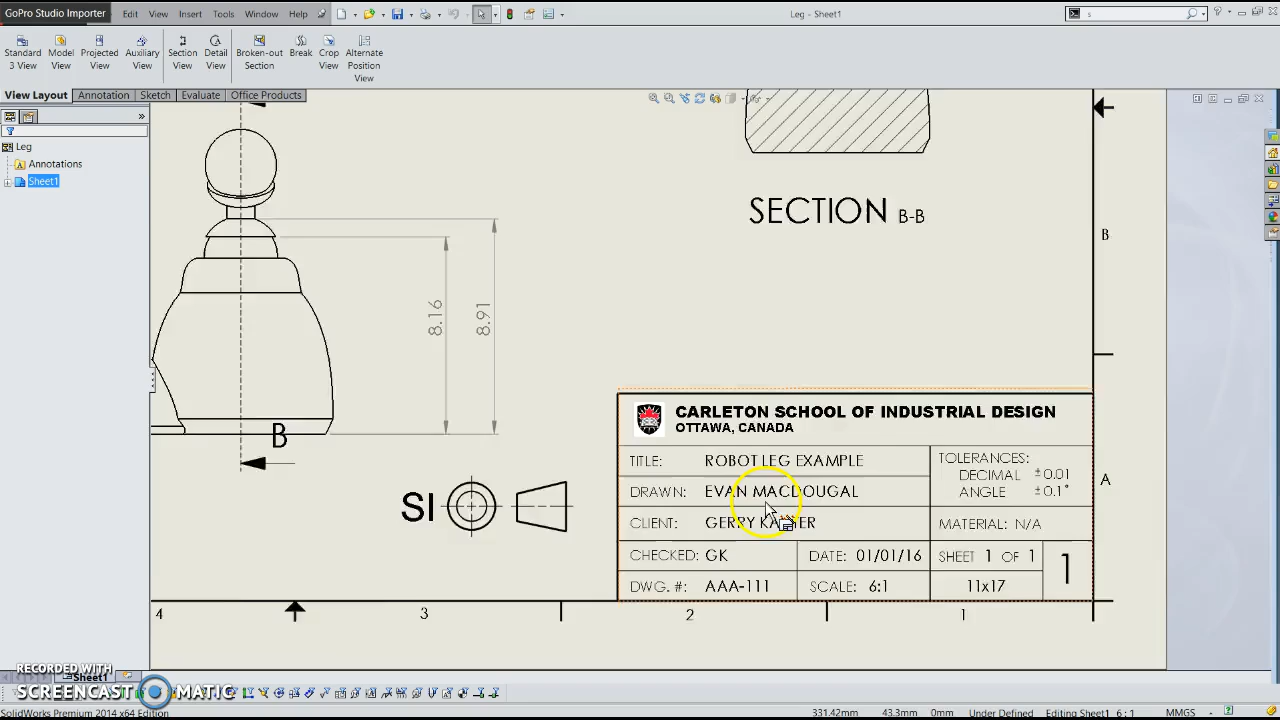 GoPro Studio Importer
Edit View Insert Tools Window Help
Leg - Sheet1
s
Standard 3 View
Model View
Projected View
Auxiliary View
Section View
Detail View
Broken-out Section
Break
Crop View
Alternate Position View
View Layout Annotation Sketch Evaluate Office Products
Leg
Annotations
Sheet1
SECTION B-B
B
8.16
8.91
B
SI
CARLETON SCHOOL OF INDUSTRIAL DESIGN
OTTAWA, CANADA
TITLE: ROBOT LEG EXAMPLE
DRAWN: EVAN MACDOUGAL
CLIENT: GERRY
CHECKED: GK
DATE: 01/01/16
DWG. #: AAA-111
SCALE: 6:1
TOLERANCES:
DECIMAL ±0.01
ANGLE ±0.1°
MATERIAL: N/A
SHEET 1 OF 1
11x17
1
A
4 3 2 1
Sheet1
RECORDED WITH
SCREENCAST MATIC
SolidWorks Premium 2014 x64 Edition
331.42mm 43.3mm 0mm Under Defined Editing Sheet1 6 : 1 MMGS